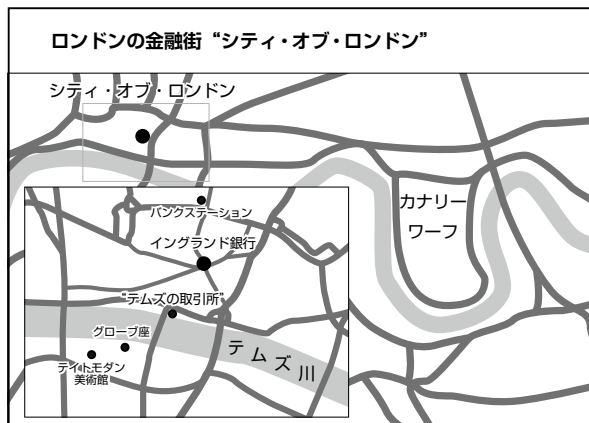 ロンドンの金融街 “シティ・オブ・ロンドン”
シティ・オブ・ロンドン
カナリー
ワーフ
バンクステーション
イングランド銀行
“テムズの取引所”
グローブ座
テイトモダン
美術館
テムズ川